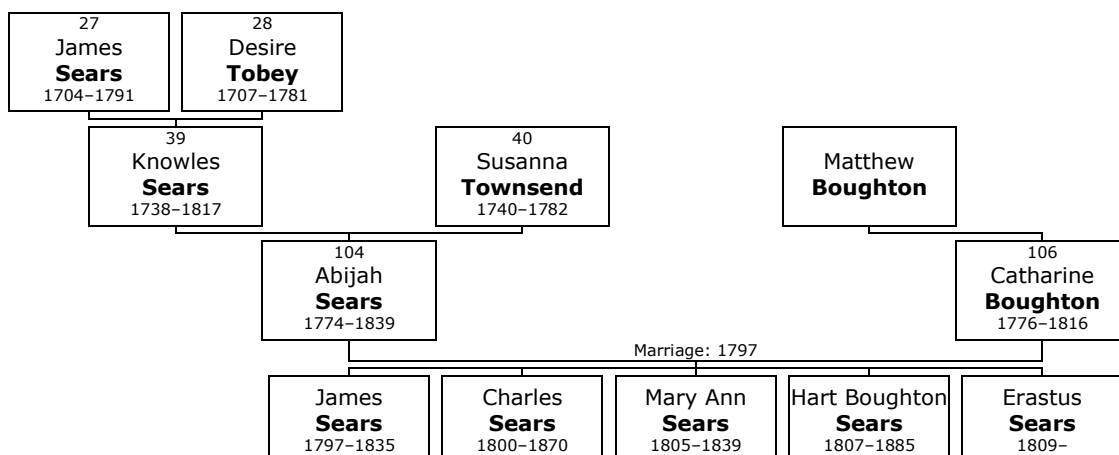 27
James
Sears
1704–1791
28
Desire
Tobey
1707–1781
39
Knowles
Sears
1738–1817
40
Susanna
Townsend
1740–1782
Matthew
Boughton
104
Abijah
Sears
1774–1839
106
Catharine
Boughton
1776–1816
Marriage: 1797
James
Sears
1797–1835
Charles
Sears
1800–1870
Mary Ann
Sears
1805–1839
Hart Boughton
Sears
1807–1885
Erastus
Sears
1809–